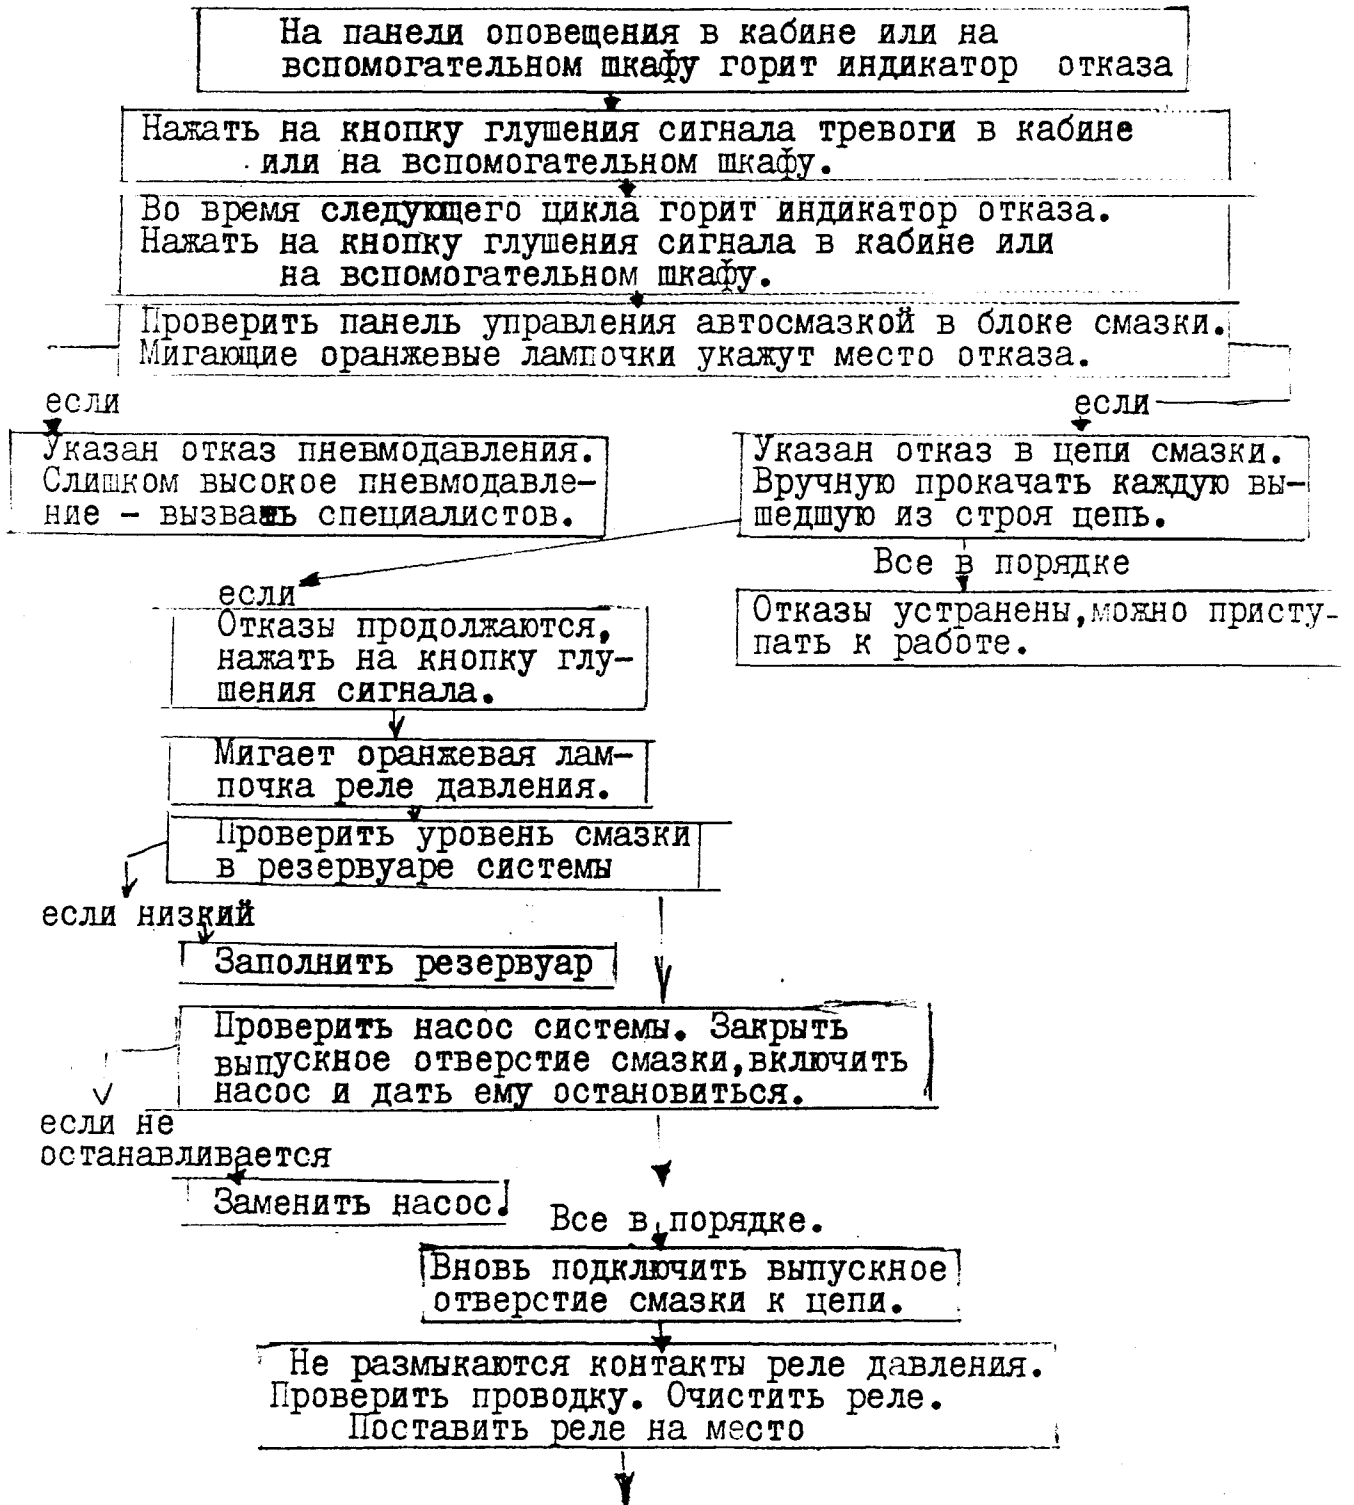 На панели оповещения в кабине или на
вспомогательном шкафу горит индикатор отказа
Нажать на кнопку глушения сигнала тревоги в кабине
или на вспомогательном шкафу.
Во время следующего цикла горит индикатор отказа.
Нажать на кнопку глушения сигнала в кабине или
на вспомогательном шкафу.
Проверить панель управления автосмазкой в блоке смазки.
Мигающие оранжевые лампочки укажут место отказа.
если
Указан отказ пневмодавления.
Слишком высокое пневмодавле-
ние - вызвать специалистов.
если
Указан отказ в цепи смазки.
Вручную прокачать каждую вы-
шедшую из строя цепь.
Все в порядке
Отказы устранены, можно присту-
пать к работе.
если
Отказы продолжаются,
нажать на кнопку глу-
шения сигнала.
Мигает оранжевая лам-
почка реле давления.
Проверить уровень смазки
в резервуаре системы
если низкий
Заполнить резервуар
Проверить насос системы. Закрыть
выпускное отверстие смазки, включить
насос и дать ему остановиться.
если не
останавливается
Заменить насос.
Все в порядке.
Вновь подключить выпускное
отверстие смазки к цепи.
Не размыкаются контакты реле давления.
Проверить проводку. Очистить реле.
Поставить реле на место